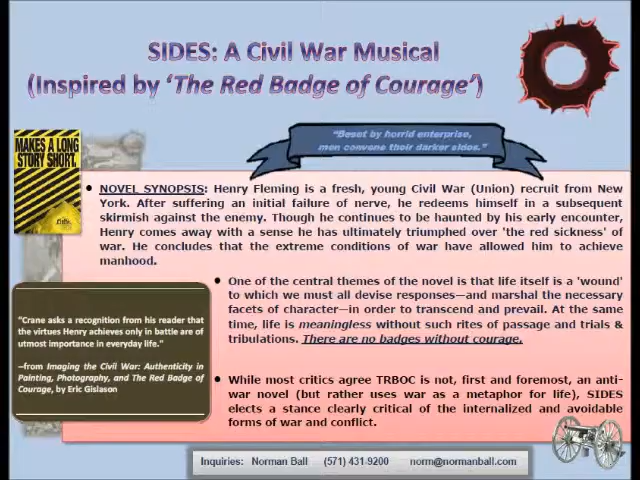 SIDES: A Civil War Musical
(Inspired by ‘The Red Badge of Courage’)
“Beset by horrid enterprise,
men convene their darker sides.”
MAKES A LONG
STORY SHORT.
• NOVEL SYNOPSIS: Henry Fleming is a fresh, young Civil War (Union) recruit from New
York. After suffering an initial failure of nerve, he redeems himself in a subsequent
skirmish against the enemy. Though he continues to be haunted by his early encounter,
Henry comes away with a sense he has ultimately triumphed over 'the red sickness' of
war. He concludes that the extreme conditions of war have allowed him to achieve
manhood.
• One of the central themes of the novel is that life itself is a 'wound'
to which we must all devise responses—and marshal the necessary
facets of character—in order to transcend and prevail. At the same
time, life is meaningless without such rites of passage and trials &
tribulations. There are no badges without courage.
“Crane asks a recognition from his reader that
the virtues Henry achieves only in battle are of
utmost importance in everyday life."
—from Imaging the Civil War: Authenticity in
Painting, Photography, and The Red Badge of
Courage, by Eric Gislason
• While most critics agree TRBOC is not, first and foremost, an anti-
war novel (but rather uses war as a metaphor for life), SIDES
elects a stance clearly critical of the internalized and avoidable
forms of war and conflict.
Inquiries: Norman Ball (571) 431-9200 norm@normanball.com